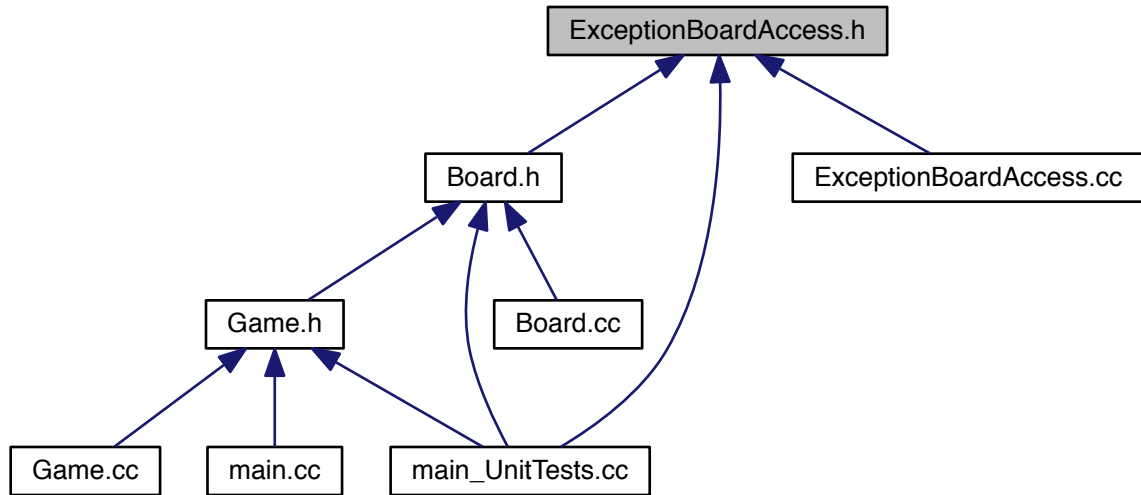 ExceptionBoardAccess.h
Board.h
ExceptionBoardAccess.cc
Game.h
Board.cc
Game.cc
main.cc
main_UnitTests.cc